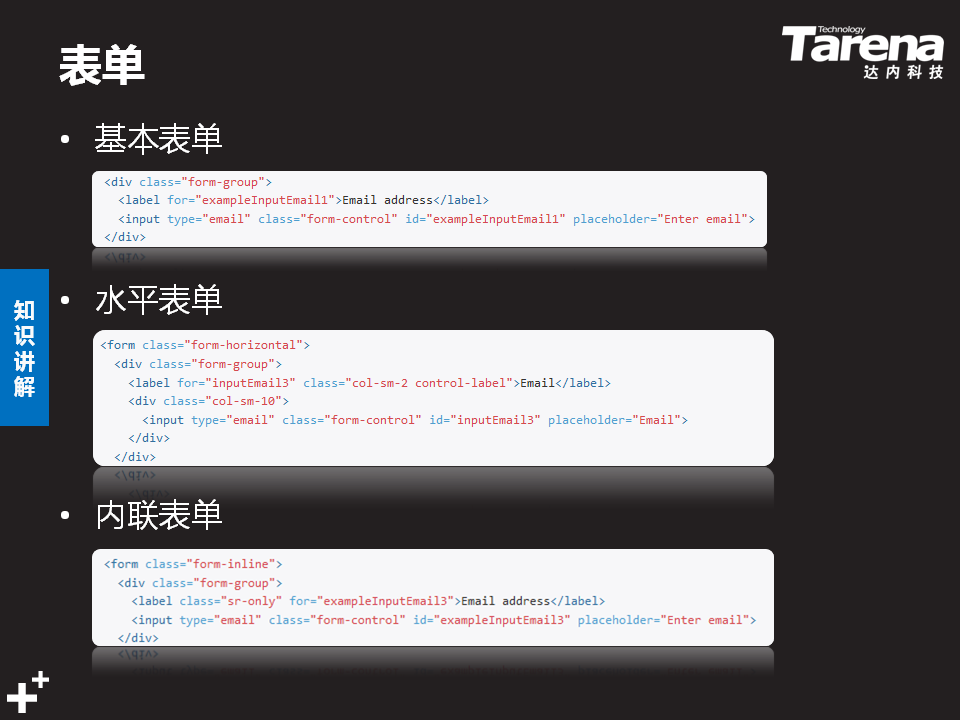 表单
Technology
Tarena
达内科技
• 基本表单
<div class="form-group">
<label for="exampleInputEmail1">Email address</label>
<input type="email" class="form-control" id="exampleInputEmail1" placeholder="Enter email">
</div>
• 水平表单
<form class="form-horizontal">
<div class="form-group">
<label for="inputEmail3" class="col-sm-2 control-label">Email</label>
<div class="col-sm-10">
<input type="email" class="form-control" id="inputEmail3" placeholder="Email">
</div>
</div>
• 内联表单
<form class="form-inline">
<div class="form-group">
<label class="sr-only" for="exampleInputEmail3">Email address</label>
<input type="email" class="form-control" id="exampleInputEmail3" placeholder="Enter email">
</div>
知识讲解